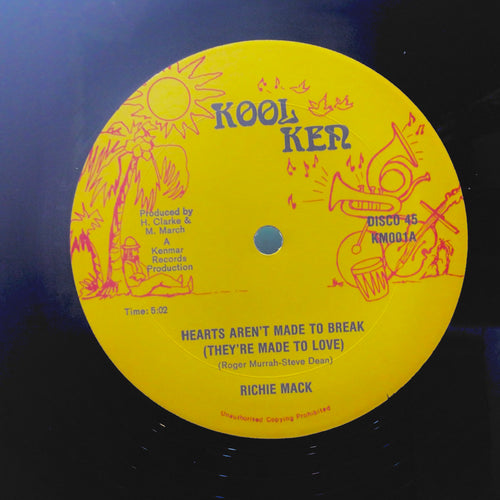 KOOL
KEN
Produced by
H. Clarke &
M. March
A
Kenmar
Records
Production
DISCO 45
KM001A
Time: 5:02
HEARTS AREN'T MADE TO BREAK
(THEY'RE MADE TO LOVE)
(Roger Murrah-Steve Dean)
RICHIE MACK
Unauthorised Copying Prohibited